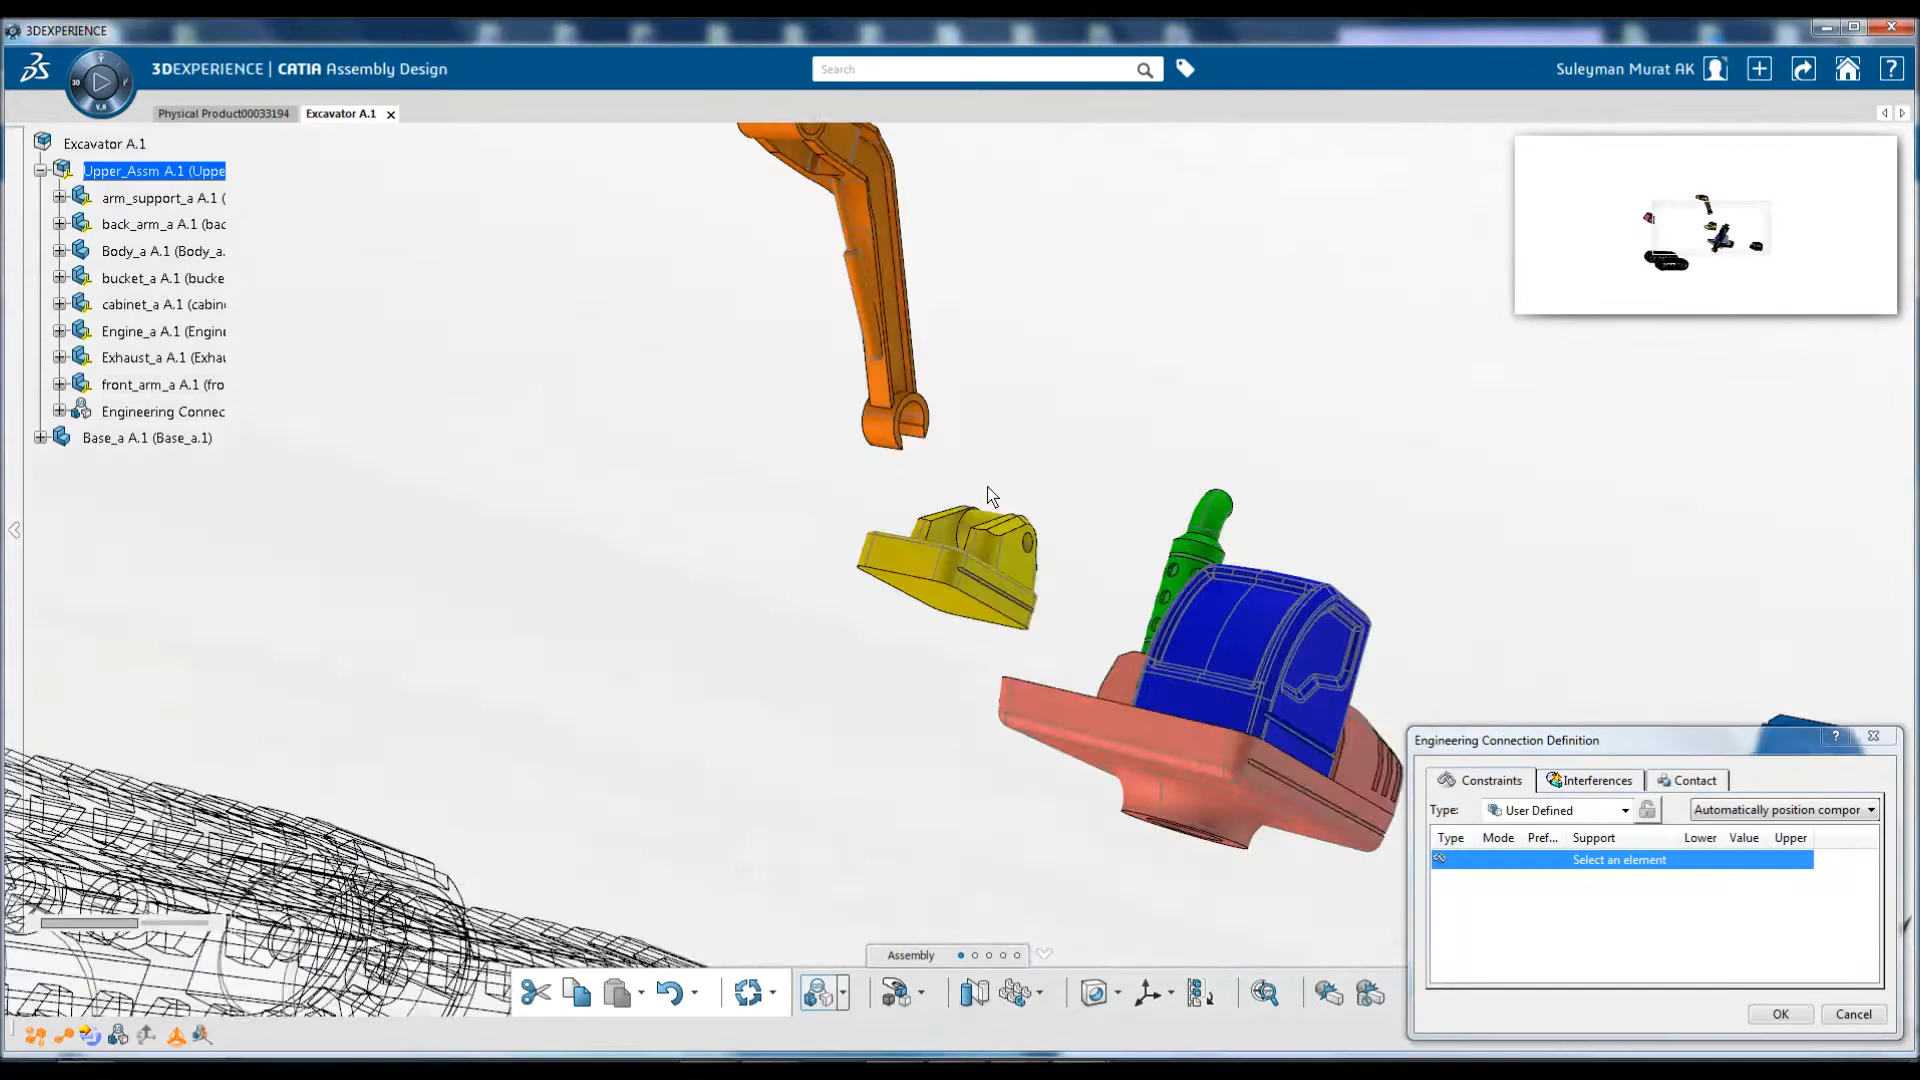 3DEXPERIENCE
3DEXPERIENCE | CATIA Assembly Design
Search
Suleyman Murat AK
3D
V.R
Physical Product00033194
Excavator A.1
Excavator A.1
Upper_Assm A.1 (Uppe
arm_support_a A.1 (
back_arm_a A.1 (bac
Body_a A.1 (Body_a.
bucket_a A.1 (bucke
cabinet_a A.1 (cabin
Engine_a A.1 (Engine
Exhaust_a A.1 (Exhau
front_arm_a A.1 (fro
Engineering Connec
Base_a A.1 (Base_a.1)
Engineering Connection Definition
Constraints
Interferences
Contact
Type:
User Defined
Automatically position compor
Type Mode Pref... Support Lower Value Upper
Select an element
OK
Cancel
Assembly